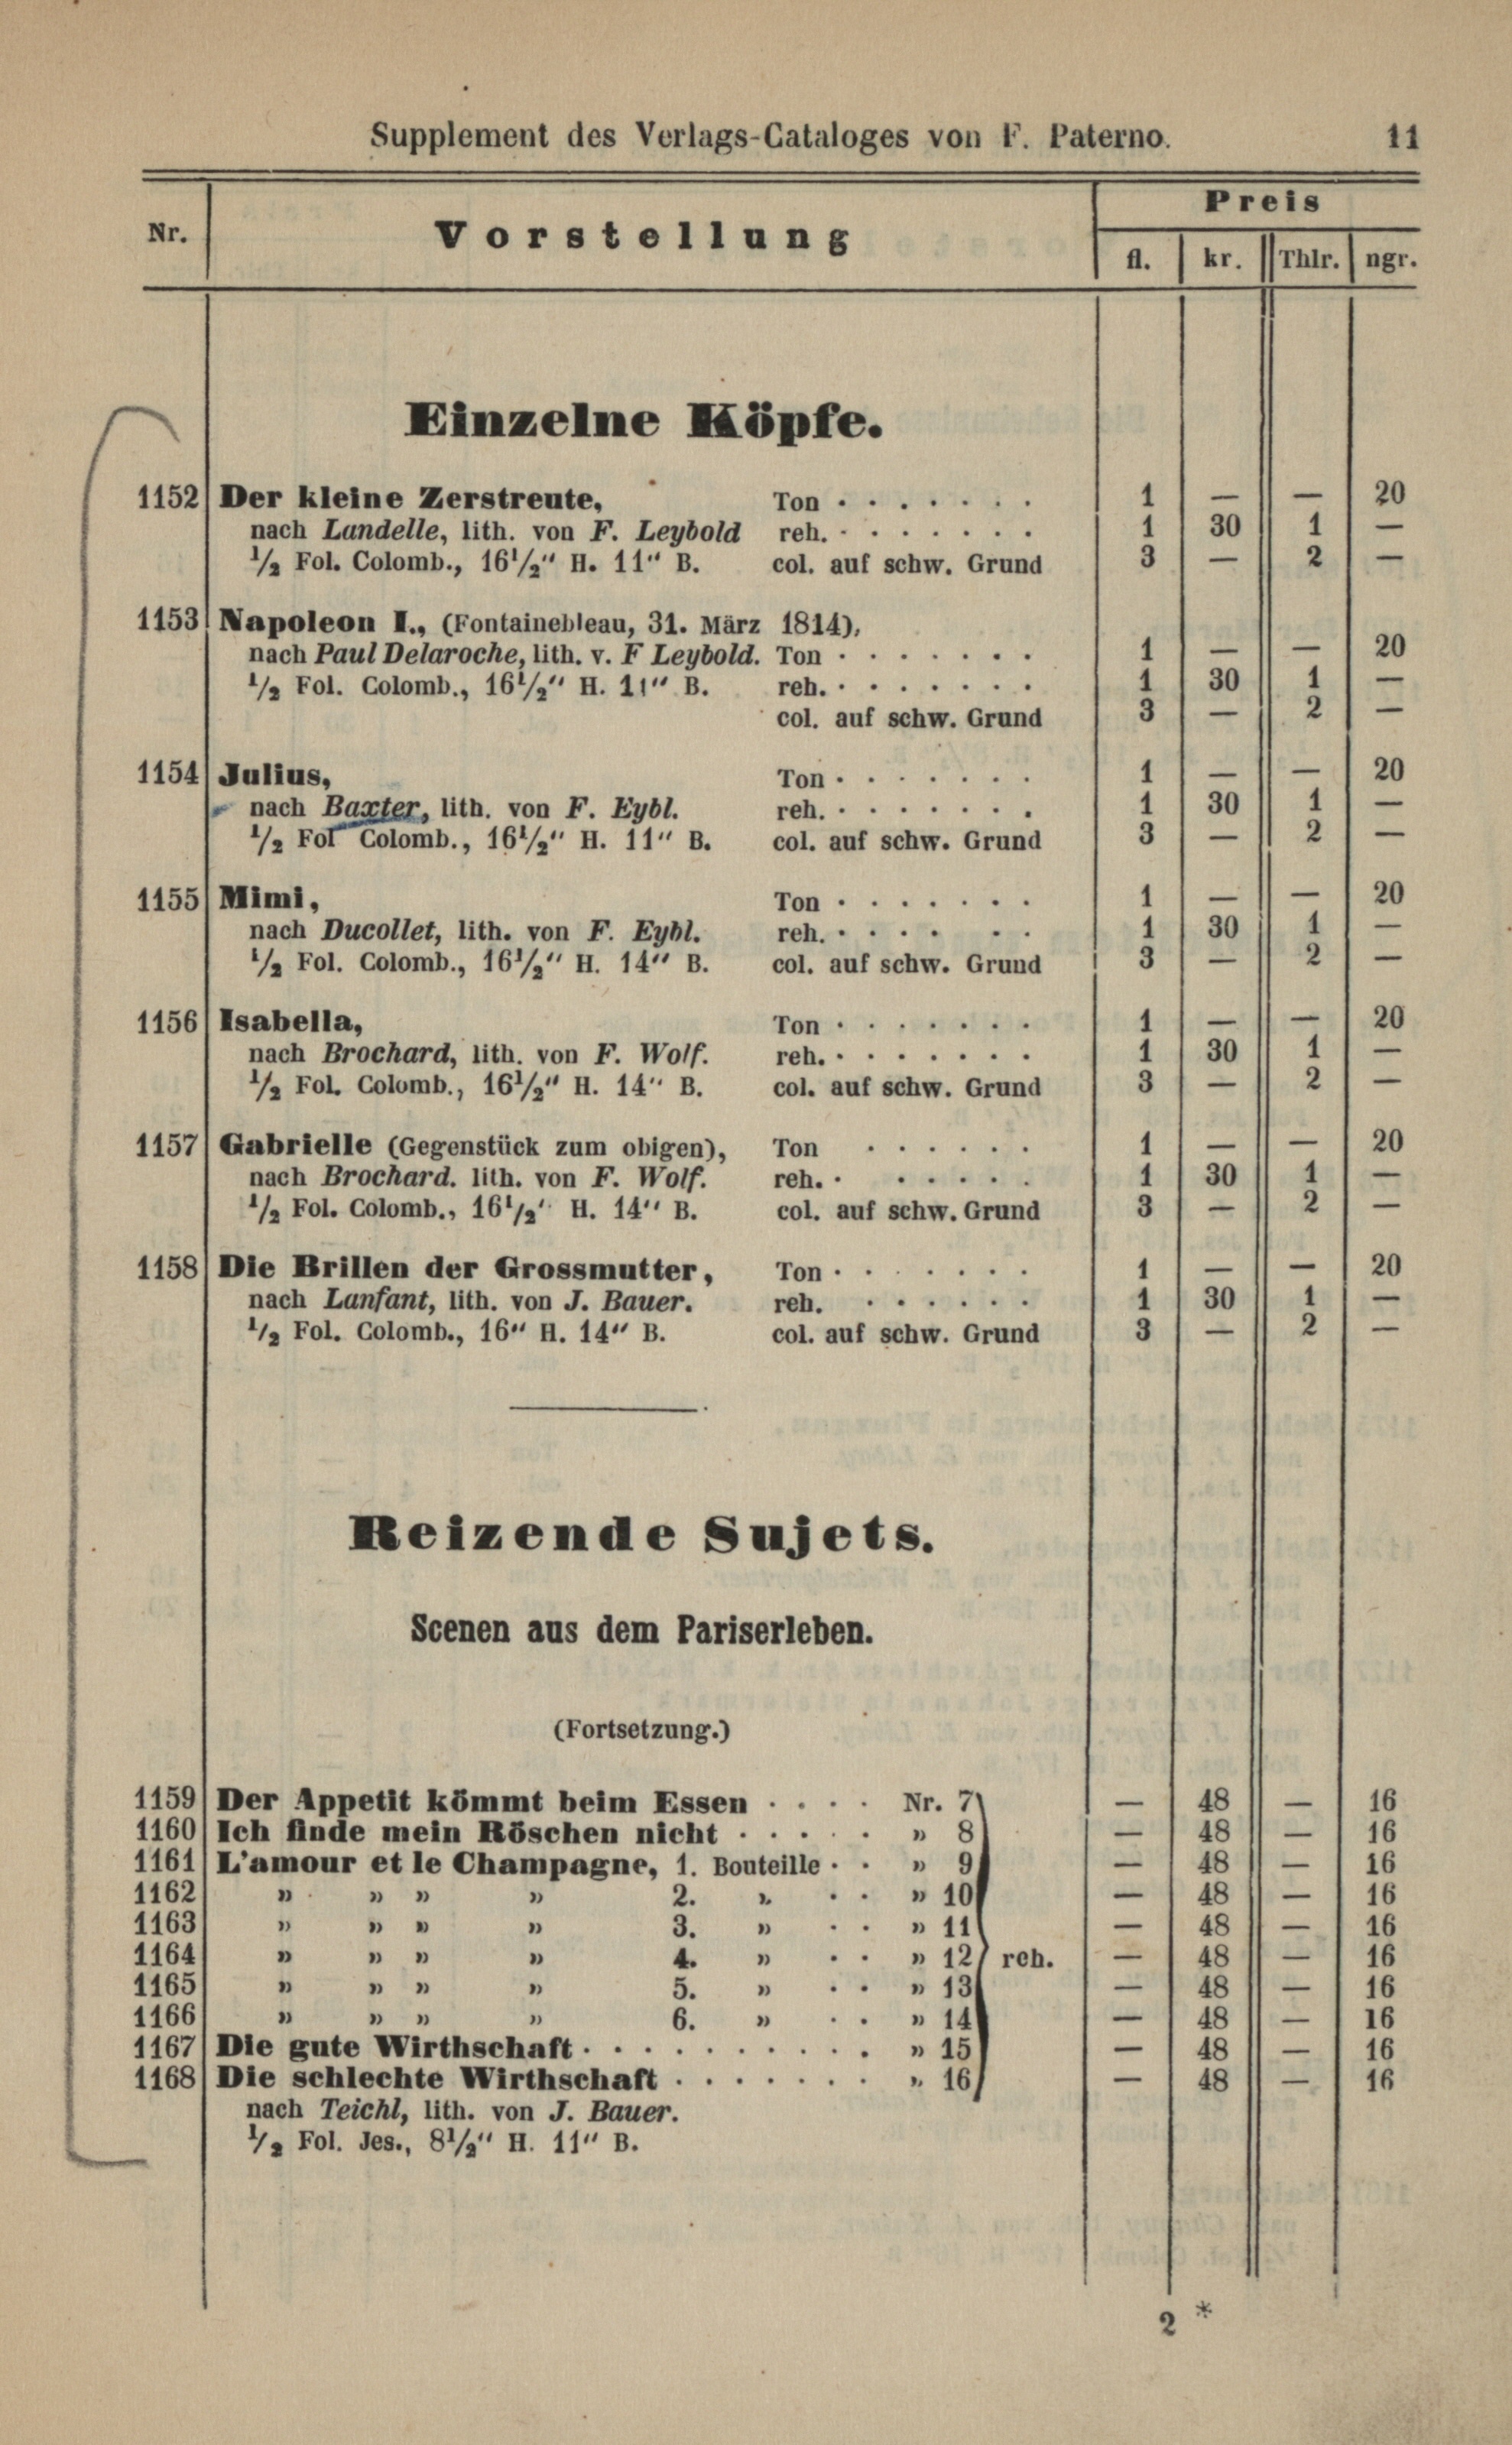 Supplement des Verlags-Cataloges von F. Paterno. 11
Nr. Vorstellung Preis
fl. kr. Thlr. ngr.
Einzelne Köpfe.
1152 Der kleine Zerstreute, Ton . . . . . . . 1 — — 20
nach Landelle, lith. von F. Leybold reh. . . . . . . . 1 30 1 —
1/2 Fol. Colomb., 16 1/2" H. 11" B. col. auf schw. Grund 3 — 2 —
1153 Napoleon I., (Fontainebleau, 31. März 1814),
nach Paul Delaroche, lith. v. F Leybold. Ton . . . . . . . 1 — — 20
1/2 Fol. Colomb., 16 1/2" H. 11" B. reh. . . . . . . . 1 30 1 —
col. auf schw. Grund 3 — 2 —
1154 Julius, Ton . . . . . . . 1 — — 20
nach Baxter, lith. von F. Eybl. reh. . . . . . . . 1 30 1 —
1/2 Fol Colomb., 16 1/2" H. 11" B. col. auf schw. Grund 3 — 2 —
1155 Mimi, Ton . . . . . . . 1 — — 20
nach Ducollet, lith. von F. Eybl. reh. . . . . . . 1 30 1 —
1/2 Fol. Colomb., 16 1/2" H. 14" B. col. auf schw. Grund 3 — 2 —
1156 Isabella, Ton . . . . . . . 1 — — 20
nach Brochard, lith. von F. Wolf. reh. . . . . . . . 1 30 1 —
1/2 Fol. Colomb., 16 1/2" H. 14" B. col. auf schw. Grund 3 — 2 —
1157 Gabrielle (Gegenstück zum obigen), Ton . . . . . . 1 — — 20
nach Brochard. lith. von F. Wolf. reh. . . . . . . 1 30 1 —
1/2 Fol. Colomb., 16 1/2' H. 14" B. col. auf schw. Grund 3 — 2 —
1158 Die Brillen der Grossmutter, Ton . . . . . . . 1 — — 20
nach Lanfant, lith. von J. Bauer. reh. . . . . . . 1 30 1 —
1/2 Fol. Colomb., 16" H. 14" B. col. auf schw. Grund 3 — 2 —
Reizende Sujets.
Scenen aus dem Pariserleben.
(Fortsetzung.)
1159 Der Appetit kömmt beim Essen . . . . Nr. 7 — 48 — 16
1160 Ich finde mein Röschen nicht . . . . . » 8 — 48 — 16
1161 L'amour et le Champagne, 1. Bouteille . . » 9 — 48 — 16
1162 » » » » 2. » . . » 10 — 48 — 16
1163 » » » » 3. » . . » 11 — 48 — 16
1164 » » » » 4. » . . » 12 reh. — 48 — 16
1165 » » » » 5. » . . » 13 — 48 — 16
1166 » » » » 6. » . . » 14 — 48 — 16
1167 Die gute Wirthschaft . . . . . . . . . . » 15 — 48 — 16
1168 Die schlechte Wirthschaft . . . . . . . » 16 — 48 — 16
nach Teichl, lith. von J. Bauer.
1/2 Fol. Jes., 8 1/2" H. 11" B.
2 *